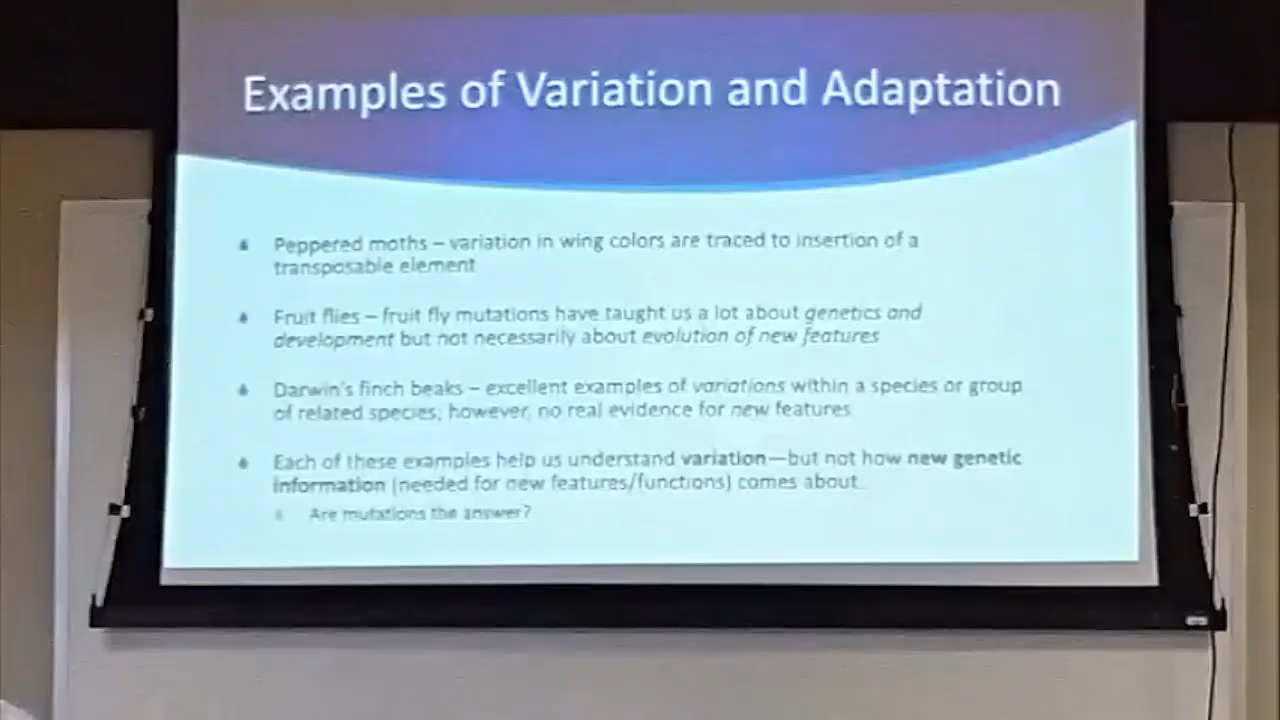 Examples of Variation and Adaptation
Peppered moths – variation in wing colors are traced to insertion of a
transposable element
Fruit flies – fruit fly mutations have taught us a lot about genetics and
development but not necessarily about evolution of new features
Darwin's finch beaks – excellent examples of variations within a species or group
of related species; however, no real evidence for new features
Each of these examples help us understand variation—but not how new genetic
information (needed for new features/functions) comes about.
Are mutations the answer?